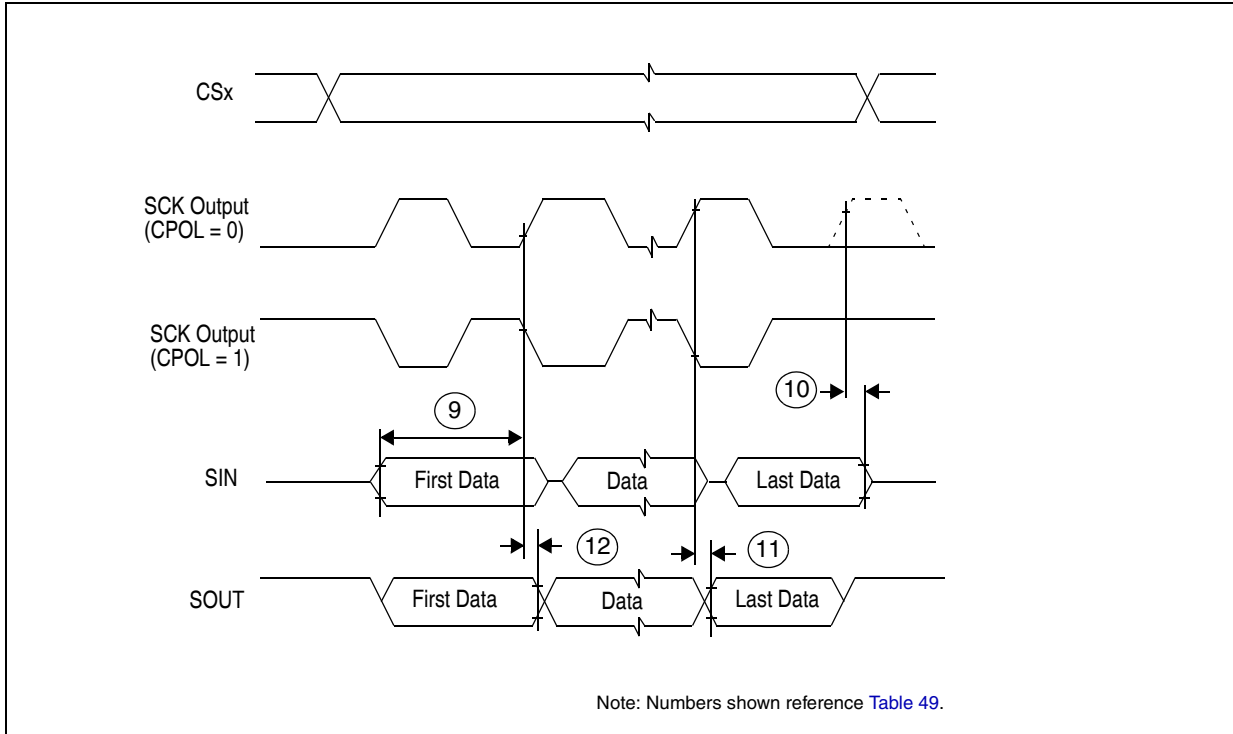 CSx
SCK Output
(CPOL = 0)
SCK Output
(CPOL = 1)
10
9
SIN
First Data
Data
Last Data
12
11
SOUT
First Data
Data
Last Data
Note: Numbers shown reference Table 49.